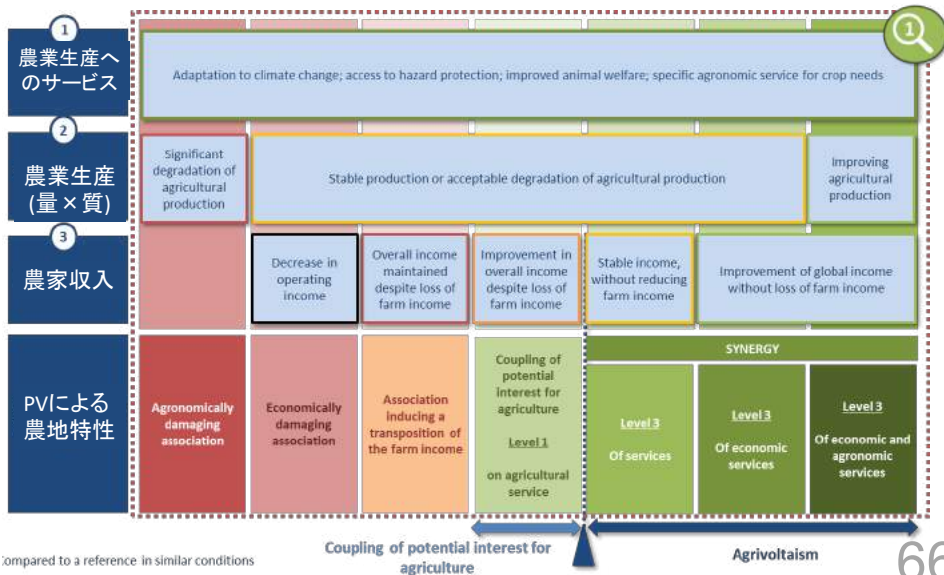 1
農業生産へ
のサービス
Adaptation to climate change; access to hazard protection; improved animal welfare; specific agronomic service for crop needs
1
2
農業生産
(量×質)
Significant
degradation of
agricultural
production
Stable production or acceptable degradation of agricultural production
Improving
agricultural
production
3
農家収入
Decrease in
operating
income
Overall income
maintained
despite loss of
farm income
Improvement in
overall income
despite loss of
farm income
Stable income,
without reducing
farm income
Improvement of global income
without loss of farm income
PVによる
農地特性
Agronomically
damaging
association
Economically
damaging
association
Association
inducing a
transposition of
the farm income
Coupling of
potential
interest for
agriculture
Level 1
on agricultural
service
SYNERGY
Level 3
Of services
Level 3
Of economic
services
Level 3
Of economic and
agronomic
services
Coupling of potential interest for
agriculture
Agrivoltaism
ompared to a reference in similar conditions
66